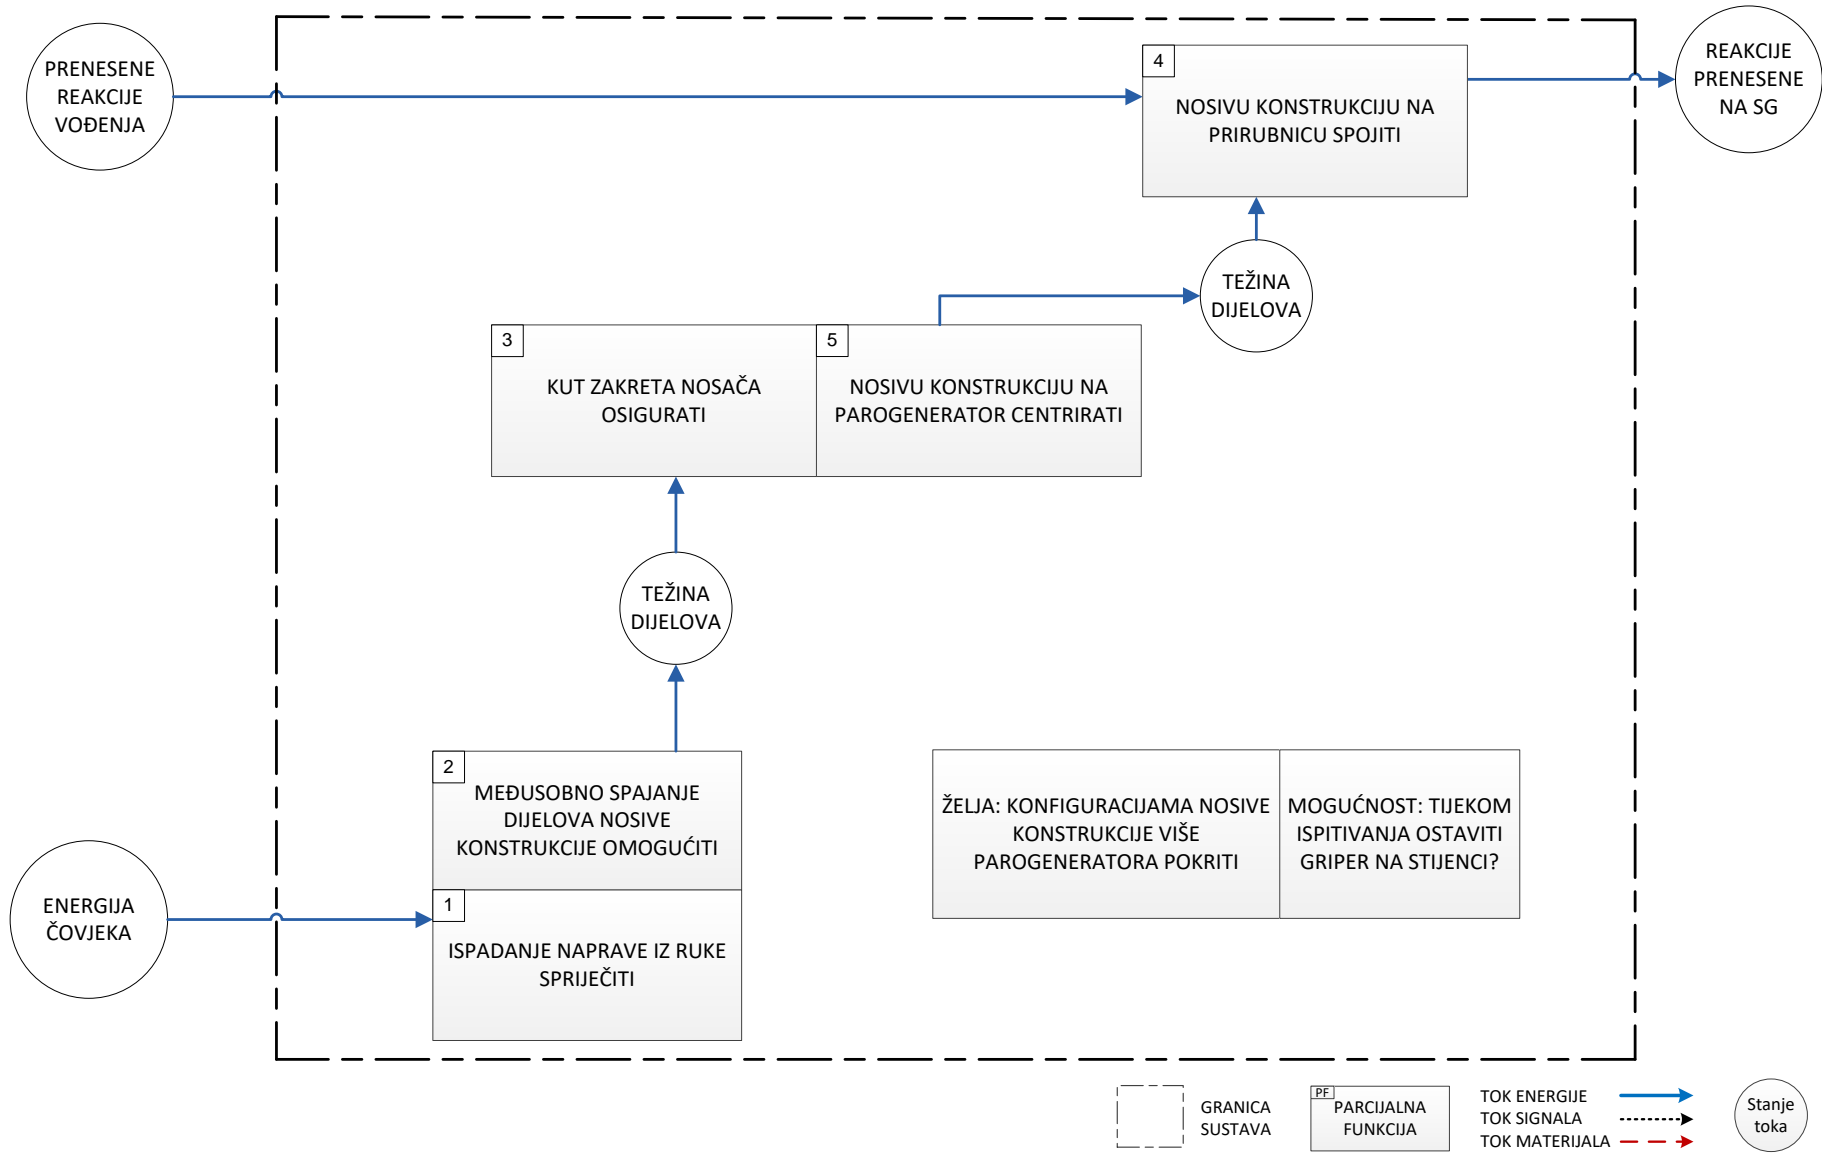 PRENESENE
REAKCIJE
VOĐENJA
4
NOSIVU KONSTRUKCIJU NA
PRIRUBNICU SPOJITI
REAKCIJE
PRENESENE
NA SG
TEŽINA
DIJELOVA
3
KUT ZAKRETA NOSAČA
OSIGURATI
5
NOSIVU KONSTRUKCIJU NA
PAROGENERATOR CENTRIRATI
TEŽINA
DIJELOVA
2
MEĐUSOBNO SPAJANJE
DIJELOVA NOSIVE
KONSTRUKCIJE OMOGUĆITI
1
ISPADANJE NAPRAVE IZ RUKE
SPRIJEČITI
ENERGIJA
ČOVJEKA
ŽELJA: KONFIGURACIJAMA NOSIVE
KONSTRUKCIJE VIŠE
PAROGENERATORA POKRITI
MOGUĆNOST: TIJEKOM
ISPITIVANJA OSTAVITI
GRIPER NA STIJENCI?
GRANICA
SUSTAVA
PF
PARCIJALNA
FUNKCIJA
TOK ENERGIJE
TOK SIGNALA
TOK MATERIJALA
Stanje
toka